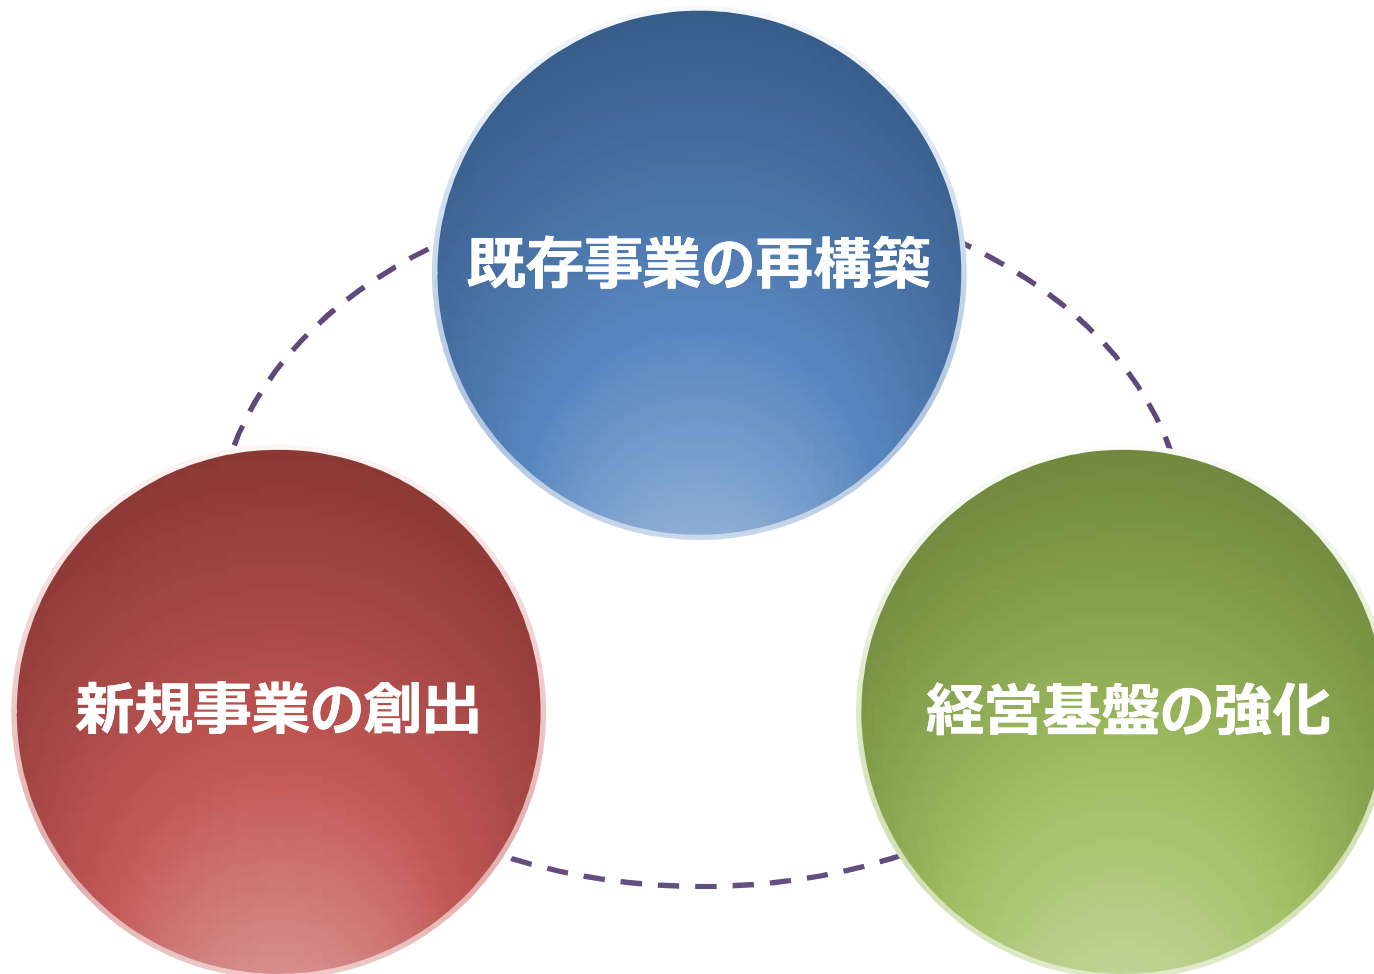 既存事業の再構築
新規事業の創出
経営基盤の強化